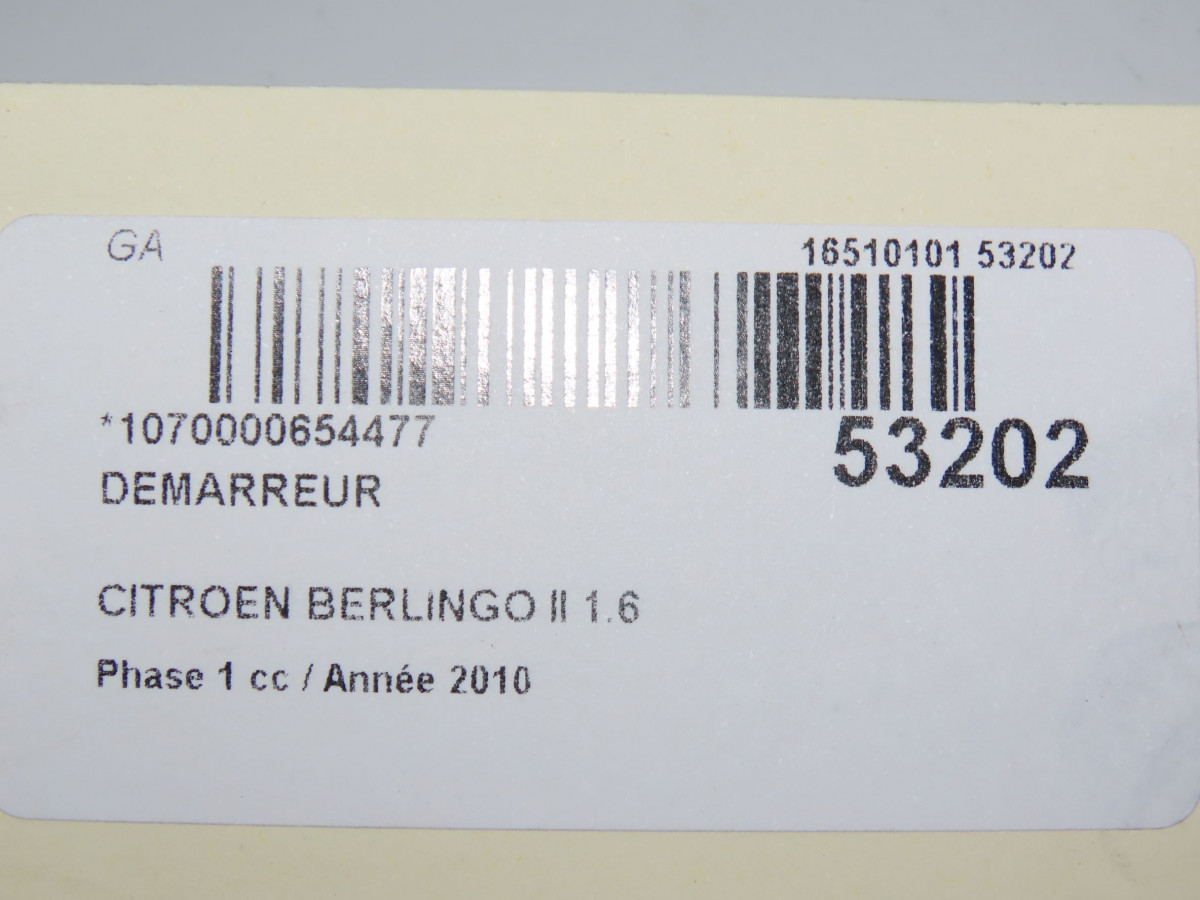 GA
16510101 53202
*1070000654477
53202
DEMARREUR
CITROEN BERLINGO II 1.6
Phase 1 cc / Année 2010